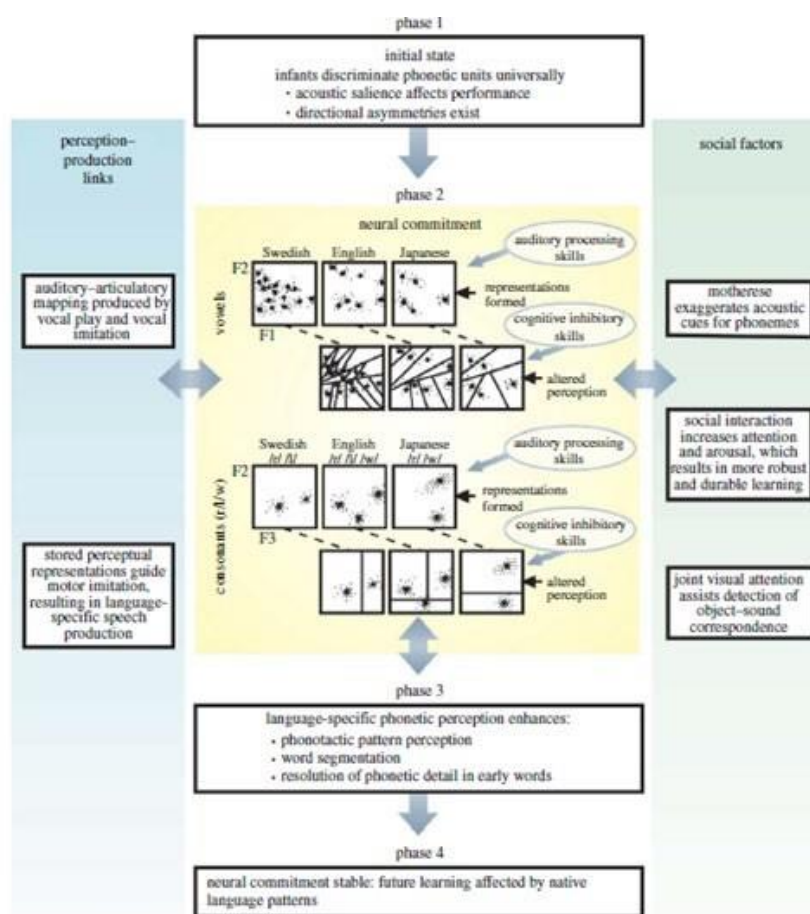 phase 1
initial state
infants discriminate phonetic units universally
• acoustic salience affects performance
• directional asymmetries exist
perception–
production
links
social factors
phase 2
neural commitment
Swedish English Japanese
auditory processing
skills
F2
representations
formed
vowels
F1
cognitive inhibitory
skills
altered
perception
auditory–articulatory
mapping produced by
vocal play and vocal
imitation
motherese
exaggerates acoustic
cues for phonemes
Swedish English Japanese
/r/ /l/ /r/ /l/ /w/ /r/ /w/
auditory processing
skills
F2
representations
formed
consonants (r/l/w)
F3
cognitive inhibitory
skills
altered
perception
social interaction
increases attention
and arousal, which
results in more robust
and durable learning
stored perceptual
representations guide
motor imitation,
resulting in language-
specific speech
production
joint visual attention
assists detection of
object–sound
correspondence
phase 3
language-specific phonetic perception enhances:
• phonotactic pattern perception
• word segmentation
• resolution of phonetic detail in early words
phase 4
neural commitment stable: future learning affected by native
language patterns